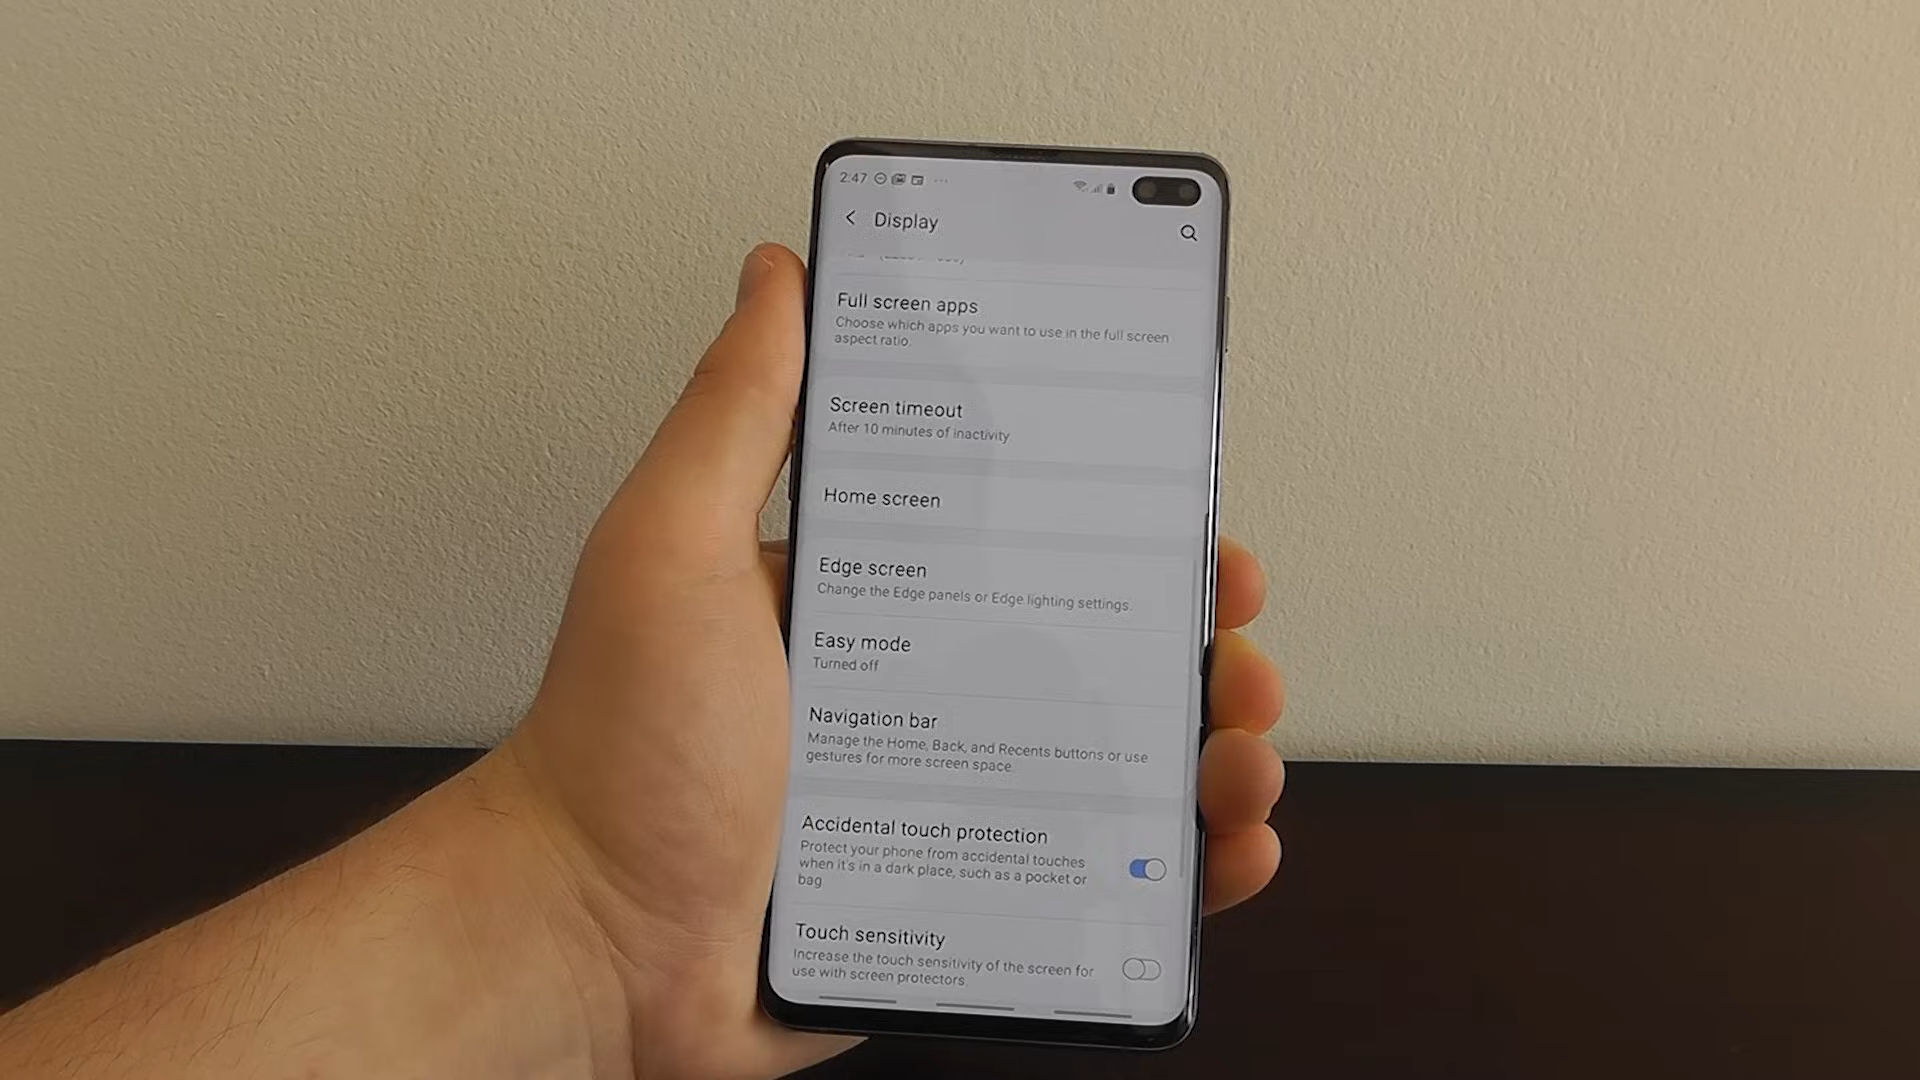 2:47
Display
Full screen apps
Choose which apps you want to use in the full screen
aspect ratio.
Screen timeout
After 10 minutes of inactivity
Home screen
Edge screen
Change the Edge panels or Edge lighting settings.
Easy mode
Turned off
Navigation bar
Manage the Home, Back, and Recents buttons or use
gestures for more screen space.
Accidental touch protection
Protect your phone from accidental touches
when it's in a dark place, such as a pocket or
bag
Touch sensitivity
Increase the touch sensitivity of the screen for
use with screen protectors.